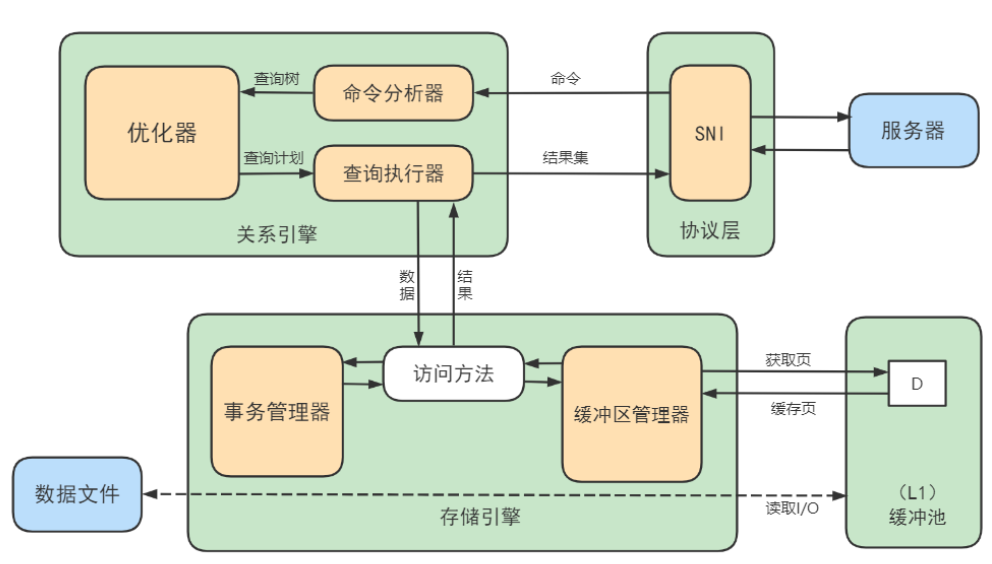 查询树
命令分析器
命令
优化器
SNI
服务器
查询计划
查询执行器
结果集
关系引擎
协议层
数据
结果
访问方法
获取页
D
事务管理器
缓冲区管理器
缓存页
数据文件
(L1)
缓冲池
读取I/O
存储引擎